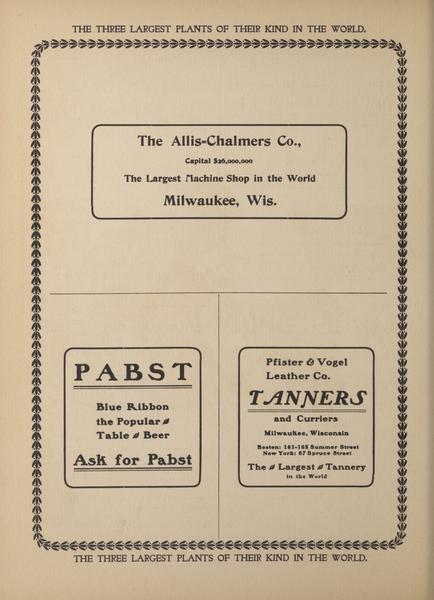 THE THREE LARGEST PLANTS OF THEIR KIND IN THE WORLD.
The Allis-Chalmers Co.,
Capital $26,000,000
The Largest Machine Shop in the World
Milwaukee, Wis.
PABST
Blue Ribbon
the Popular
Table Beer
Ask for Pabst
Pfister & Vogel
Leather Co.
TANNERS
and Curriers
Milwaukee, Wisconsin
Boston: 161-165 Summer Street
New York: 87 Spruce Street
The Largest Tannery
in the World
THE THREE LARGEST PLANTS OF THEIR KIND IN THE WORLD.